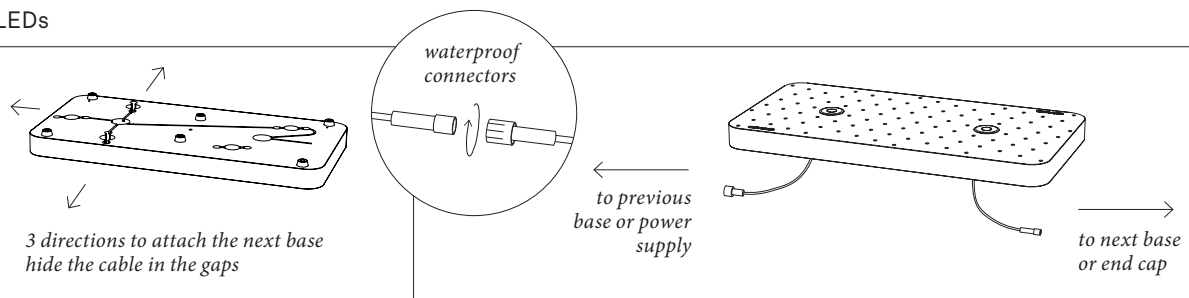 LEDs
waterproof
connectors
3 directions to attach the next base
hide the cable in the gaps
to previous
base or power
supply
to next base
or end cap